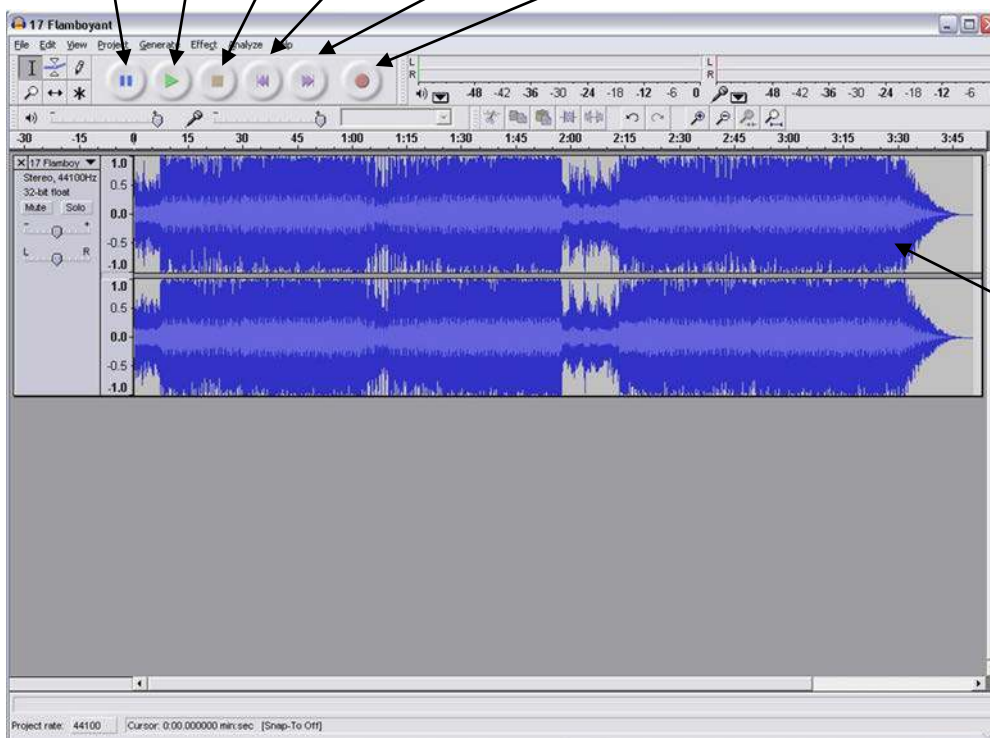 17 Flamboyant
File Edit View Project Generate Effect Analyze Help
L
R
L
R
-48 -42 -36 -30 -24 -18 -12 -6 0
-48 -42 -36 -30 -24 -18 -12 -6
-30 -15 0 15 30 45 1:00 1:15 1:30 1:45 2:00 2:15 2:30 2:45 3:00 3:15 3:30 3:45
17 Flamboy
Stereo, 44100Hz
32-bit float
Mute Solo
- +
L R
1.0
0.5
0.0
-0.5
-1.0
1.0
0.5
0.0
-0.5
-1.0
Project rate: 44100 Cursor: 0:00.000000 min:sec [Snap-To Off]